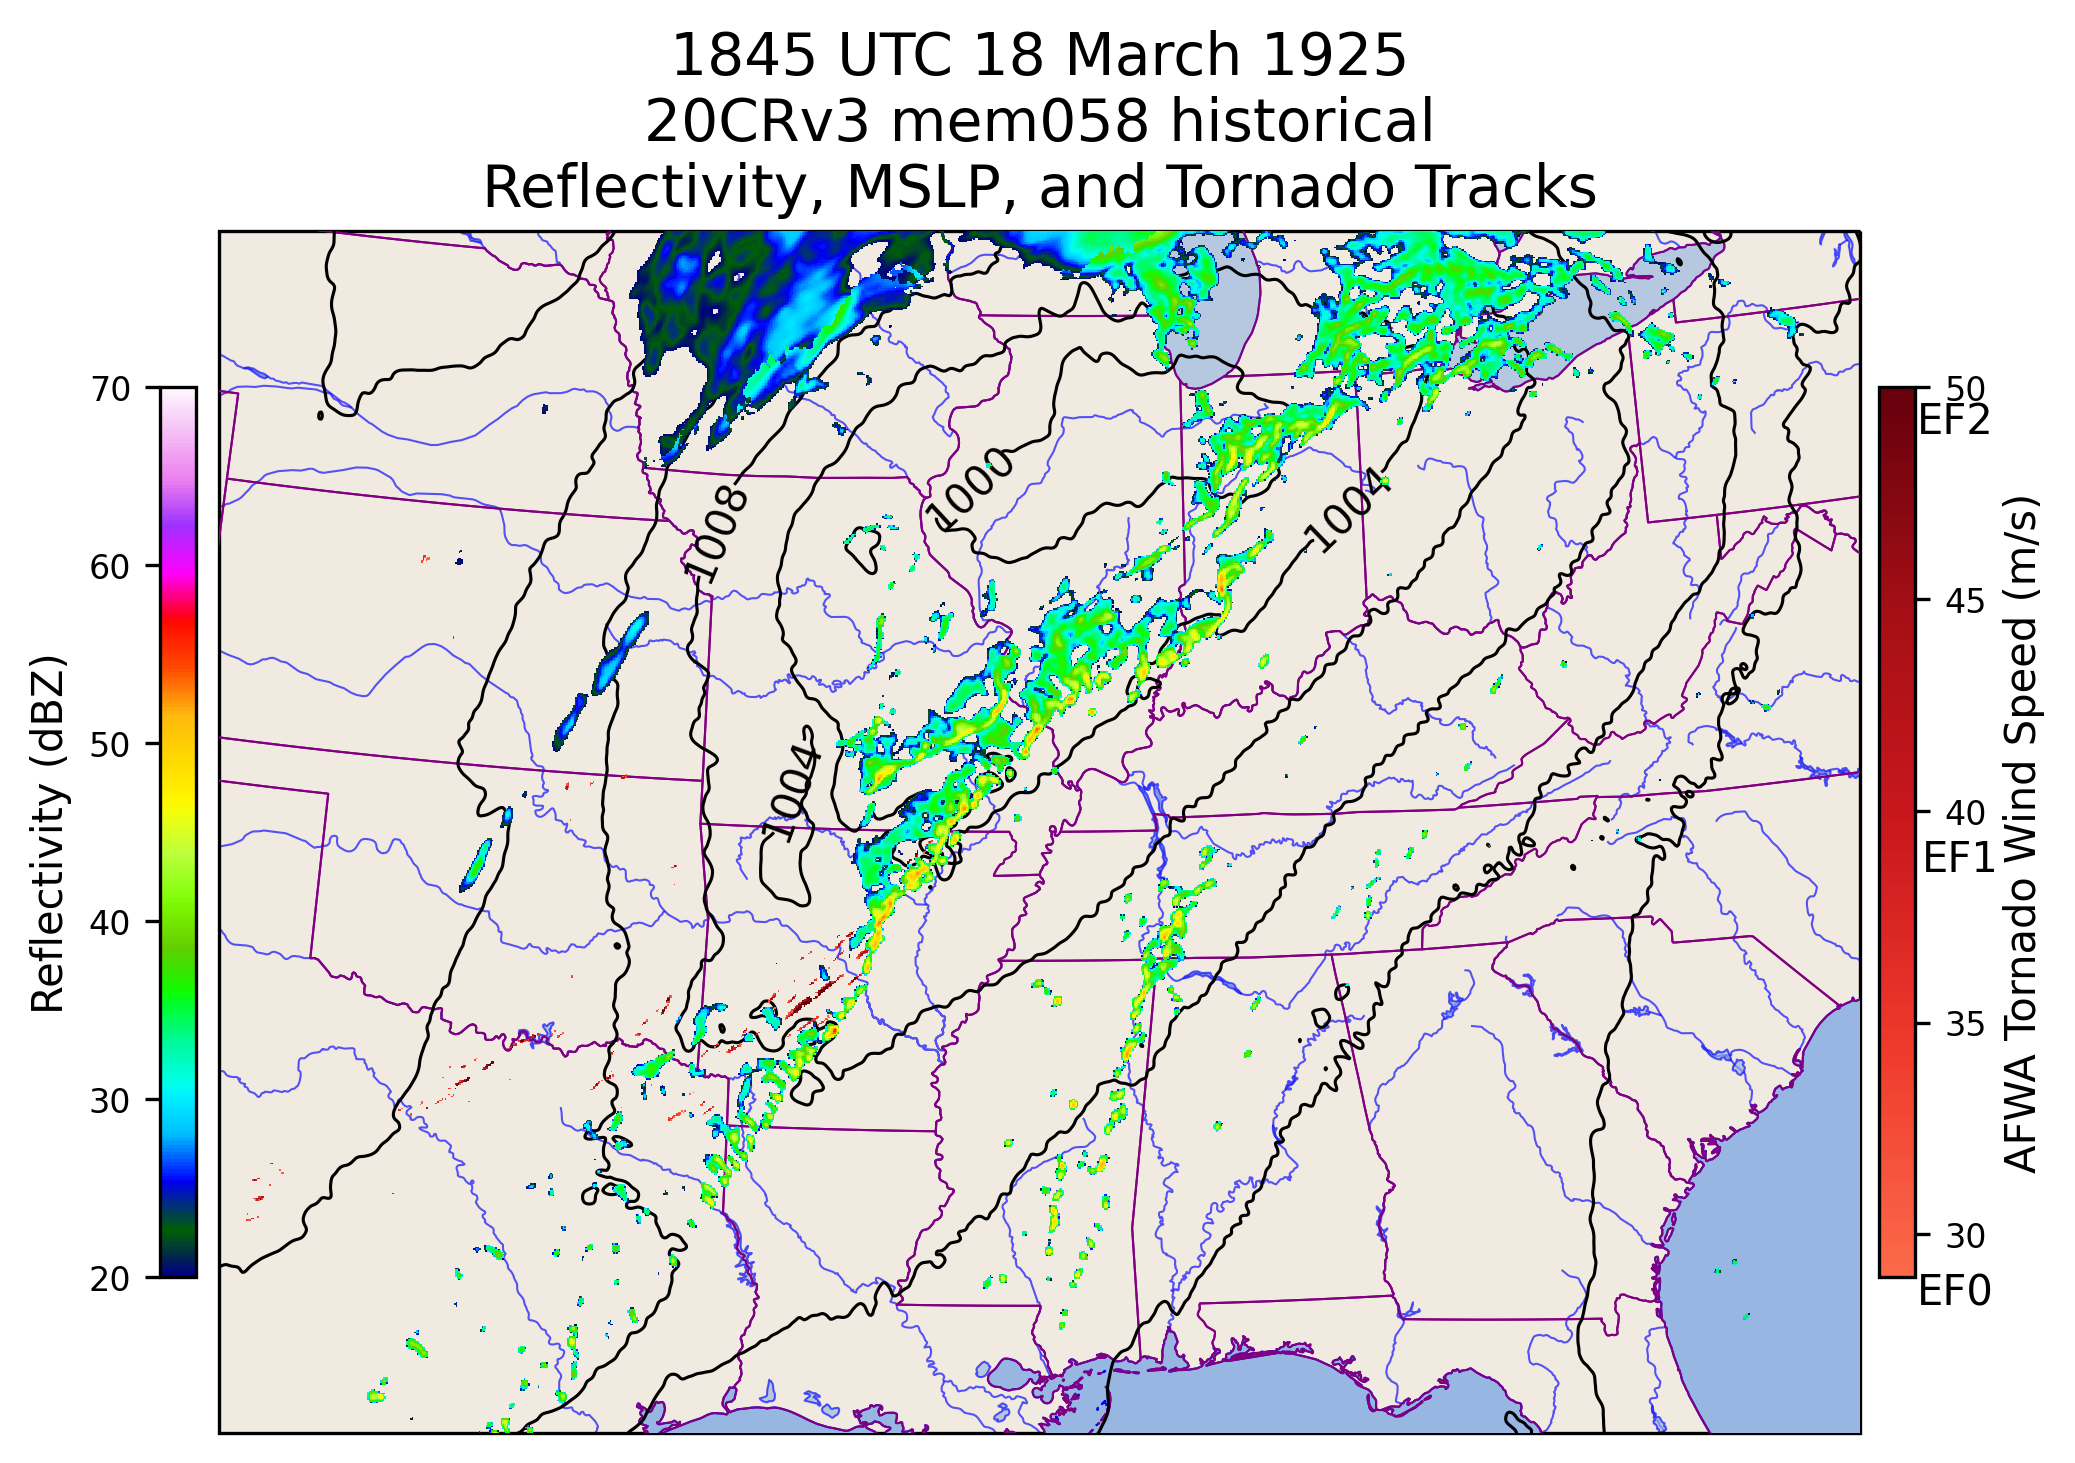 1845 UTC 18 March 1925
20CRv3 mem058 historical
Reflectivity, MSLP, and Tornado Tracks
70
60
50
40
30
20
Reflectivity (dBZ)
1008
1000
1004
1004
50
EF2
45
40
EF1
35
30
EF0
AFWA Tornado Wind Speed (m/s)